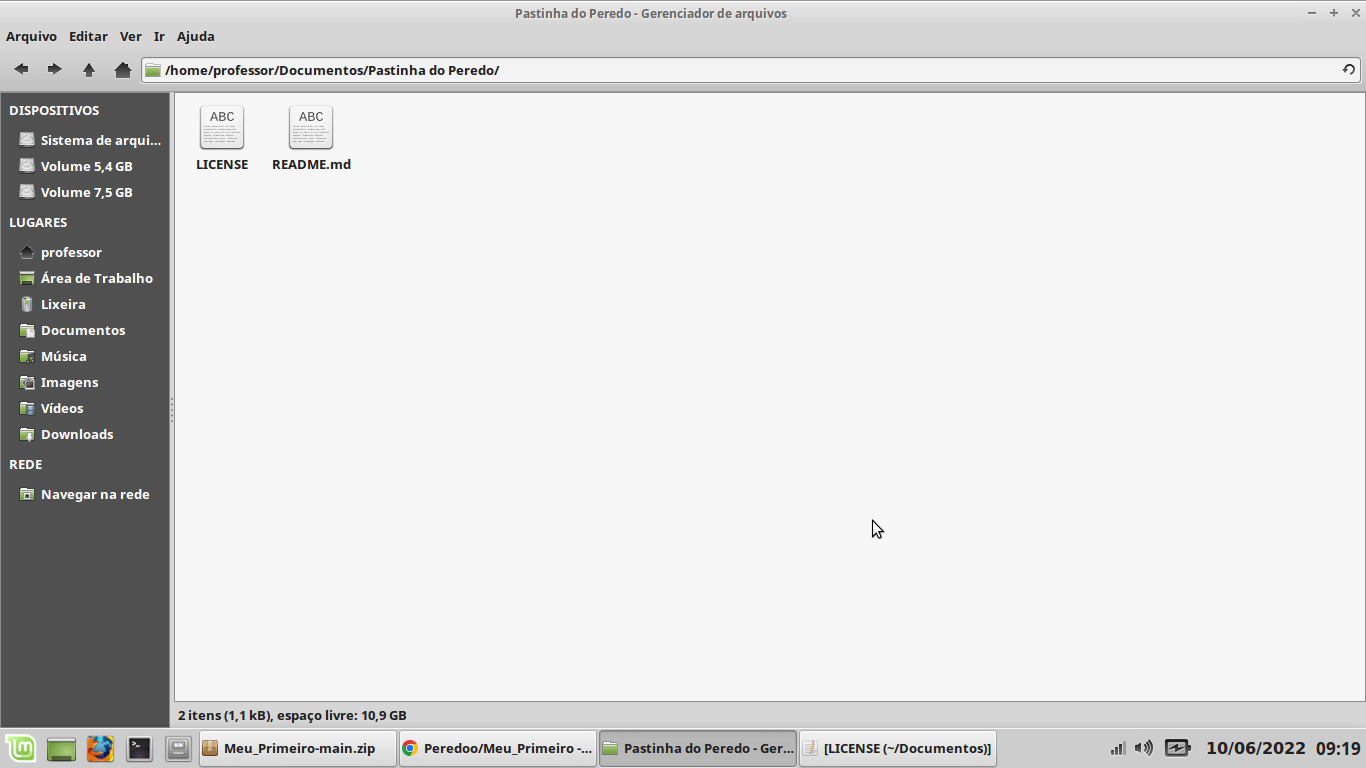 Pastinha do Peredo - Gerenciador de arquivos
Arquivo Editar Ver Ir Ajuda
/home/professor/Documentos/Pastinha do Peredo/
DISPOSITIVOS
Sistema de arqui...
Volume 5,4 GB
Volume 7,5 GB
LUGARES
professor
Área de Trabalho
Lixeira
Documentos
Música
Imagens
Vídeos
Downloads
REDE
Navegar na rede
ABC ABC
LICENSE README.md
2 itens (1,1 kB), espaço livre: 10,9 GB
Meu_Primeiro-main.zip Peredoo/Meu_Primeiro -... Pastinha do Peredo - Ger... [LICENSE (~/Documentos)] 10/06/2022 09:19